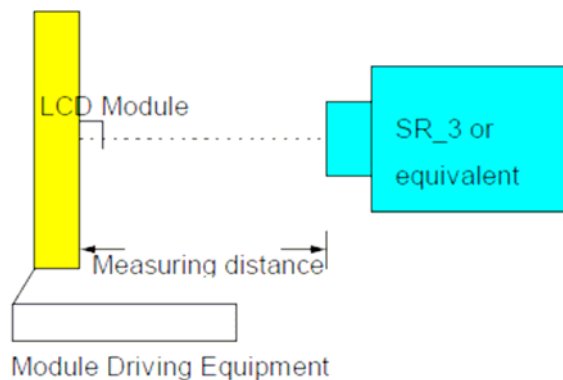 LCD Module
SR_3 or
equivalent
Measuring distance
Module Driving Equipment